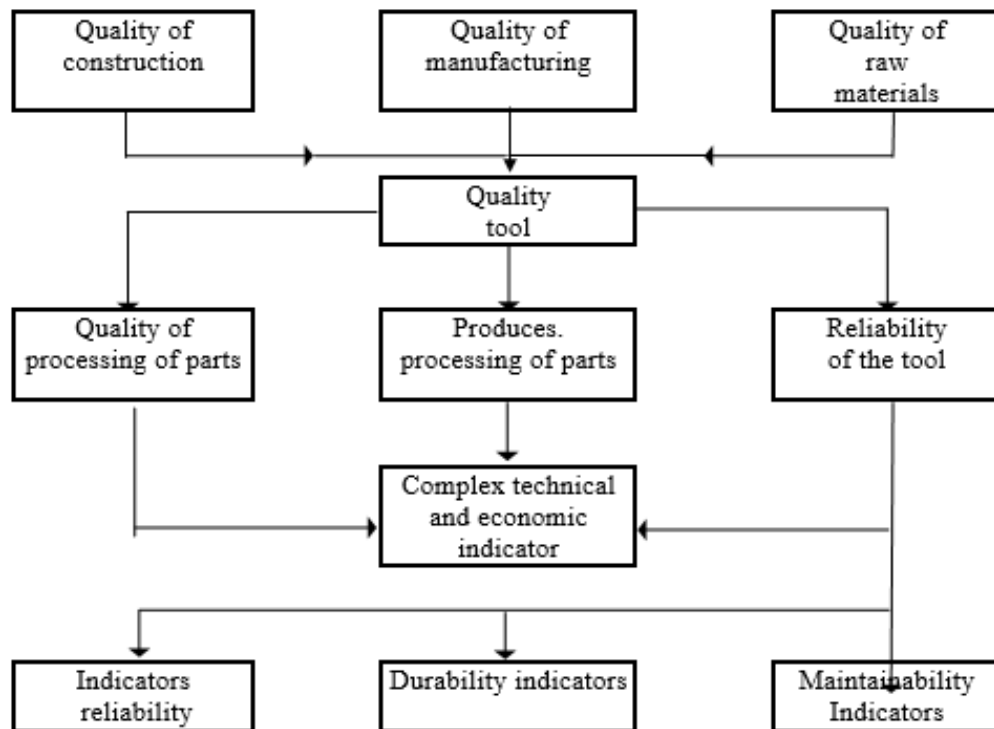 Quality of
construction
Quality of
manufacturing
Quality of
raw
materials
Quality
tool
Quality of
processing of parts
Produces.
processing of parts
Reliability
of the tool
Complex technical
and economic
indicator
Indicators
reliability
Durability indicators
Maintainability
Indicators